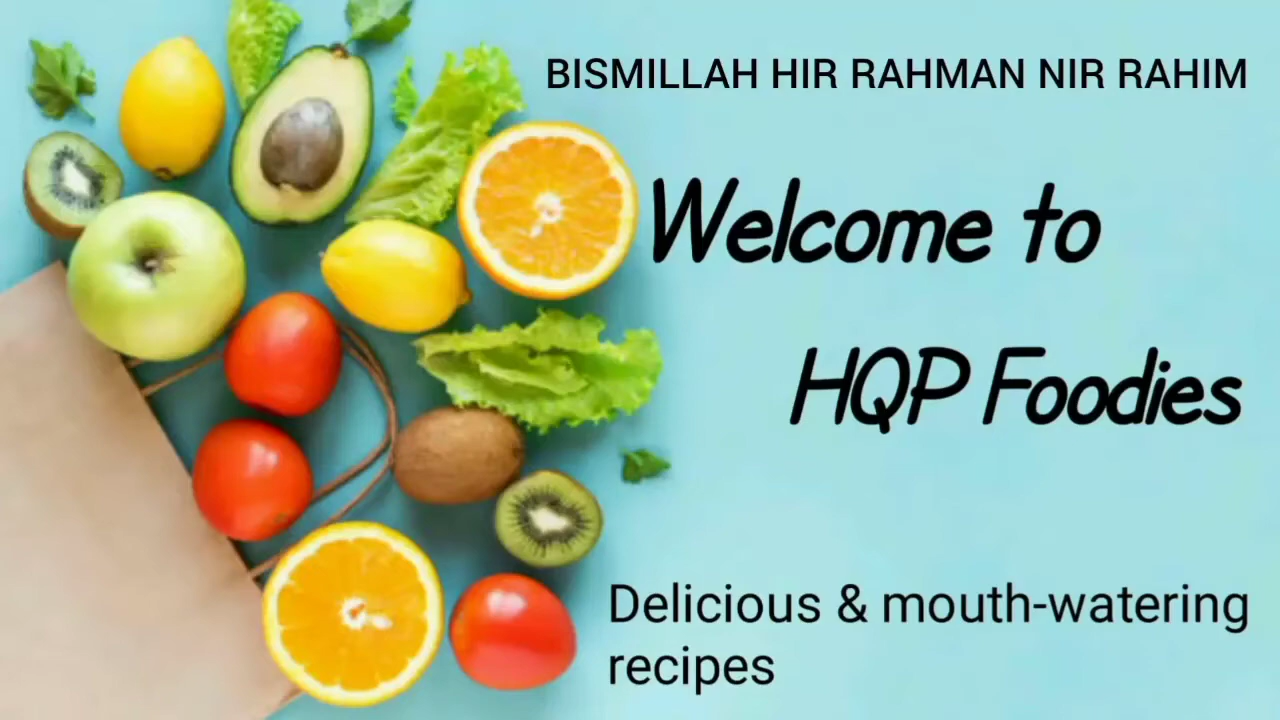 BISMILLAH HIR RAHMAN NIR RAHIM
Welcome to
HQP Foodies
Delicious & mouth-watering
recipes